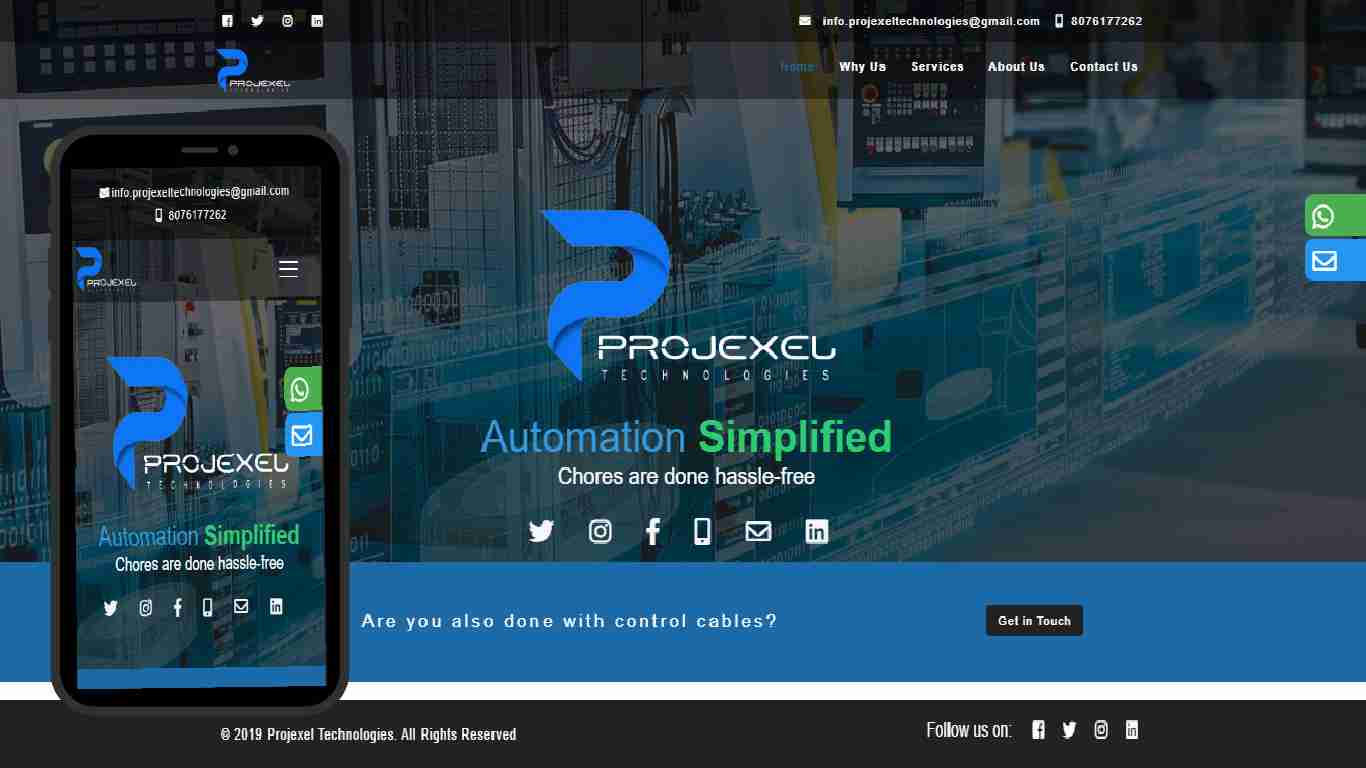 info.projexeltechnologies@gmail.com 8076177262
PROJEXEL
TECHNOLOGIES
Home Why Us Services About Us Contact Us
PROJEXEL
TECHNOLOGIES
Automation Simplified
Chores are done hassle-free
Are you also done with control cables?
Get in Touch
© 2019 Projexel Technologies. All Rights Reserved
Follow us on:
info.projexeltechnologies@gmail.com
8076177262
PROJEXEL
PROJEXEL
TECHNOLOGIES
Automation Simplified
Chores are done hassle-free